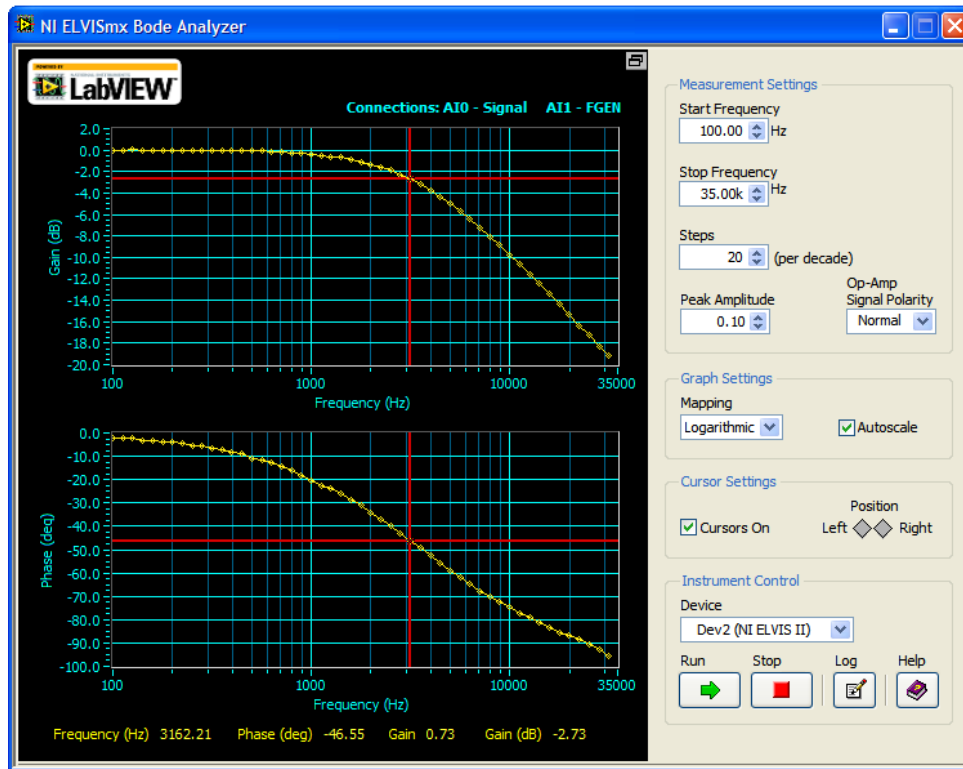 NI ELVISmx Bode Analyzer
POWERED BY
NATIONAL INSTRUMENTS
LabVIEW™
Connections: AI0 - Signal AI1 - FGEN
Gain (dB)
2.0
0.0
-2.0
-4.0
-6.0
-8.0
-10.0
-12.0
-14.0
-16.0
-18.0
-20.0
100 1000 10000 35000
Frequency (Hz)
Phase (deg)
0.0
-10.0
-20.0
-30.0
-40.0
-50.0
-60.0
-70.0
-80.0
-90.0
-100.0
100 1000 10000 35000
Frequency (Hz)
Frequency (Hz) 3162.21 Phase (deg) -46.55 Gain 0.73 Gain (dB) -2.73
Measurement Settings
Start Frequency
100.00 Hz
Stop Frequency
35.00k Hz
Steps
20 (per decade)
Peak Amplitude
0.10
Op-Amp
Signal Polarity
Normal
Graph Settings
Mapping
Logarithmic
Autoscale
Cursor Settings
Cursors On
Position
Left Right
Instrument Control
Device
Dev2 (NI ELVIS II)
Run Stop Log Help